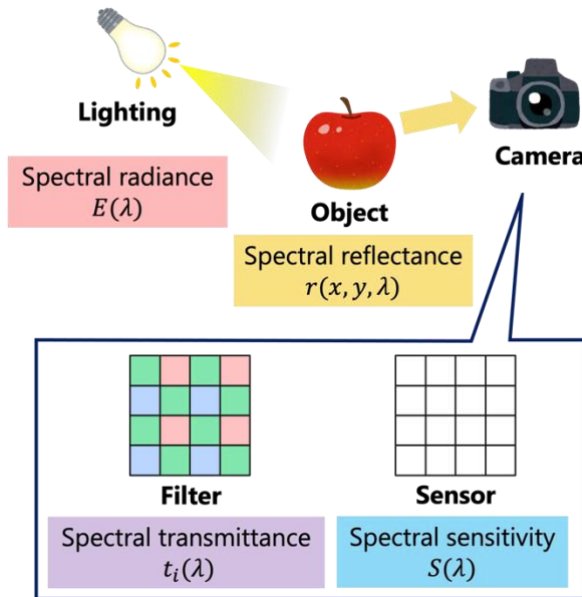 Lighting
Camera
Spectral radiance
E(λ)
Object
Spectral reflectance
r(x, y, λ)
Filter
Sensor
Spectral transmittance
tᵢ(λ)
Spectral sensitivity
S(λ)